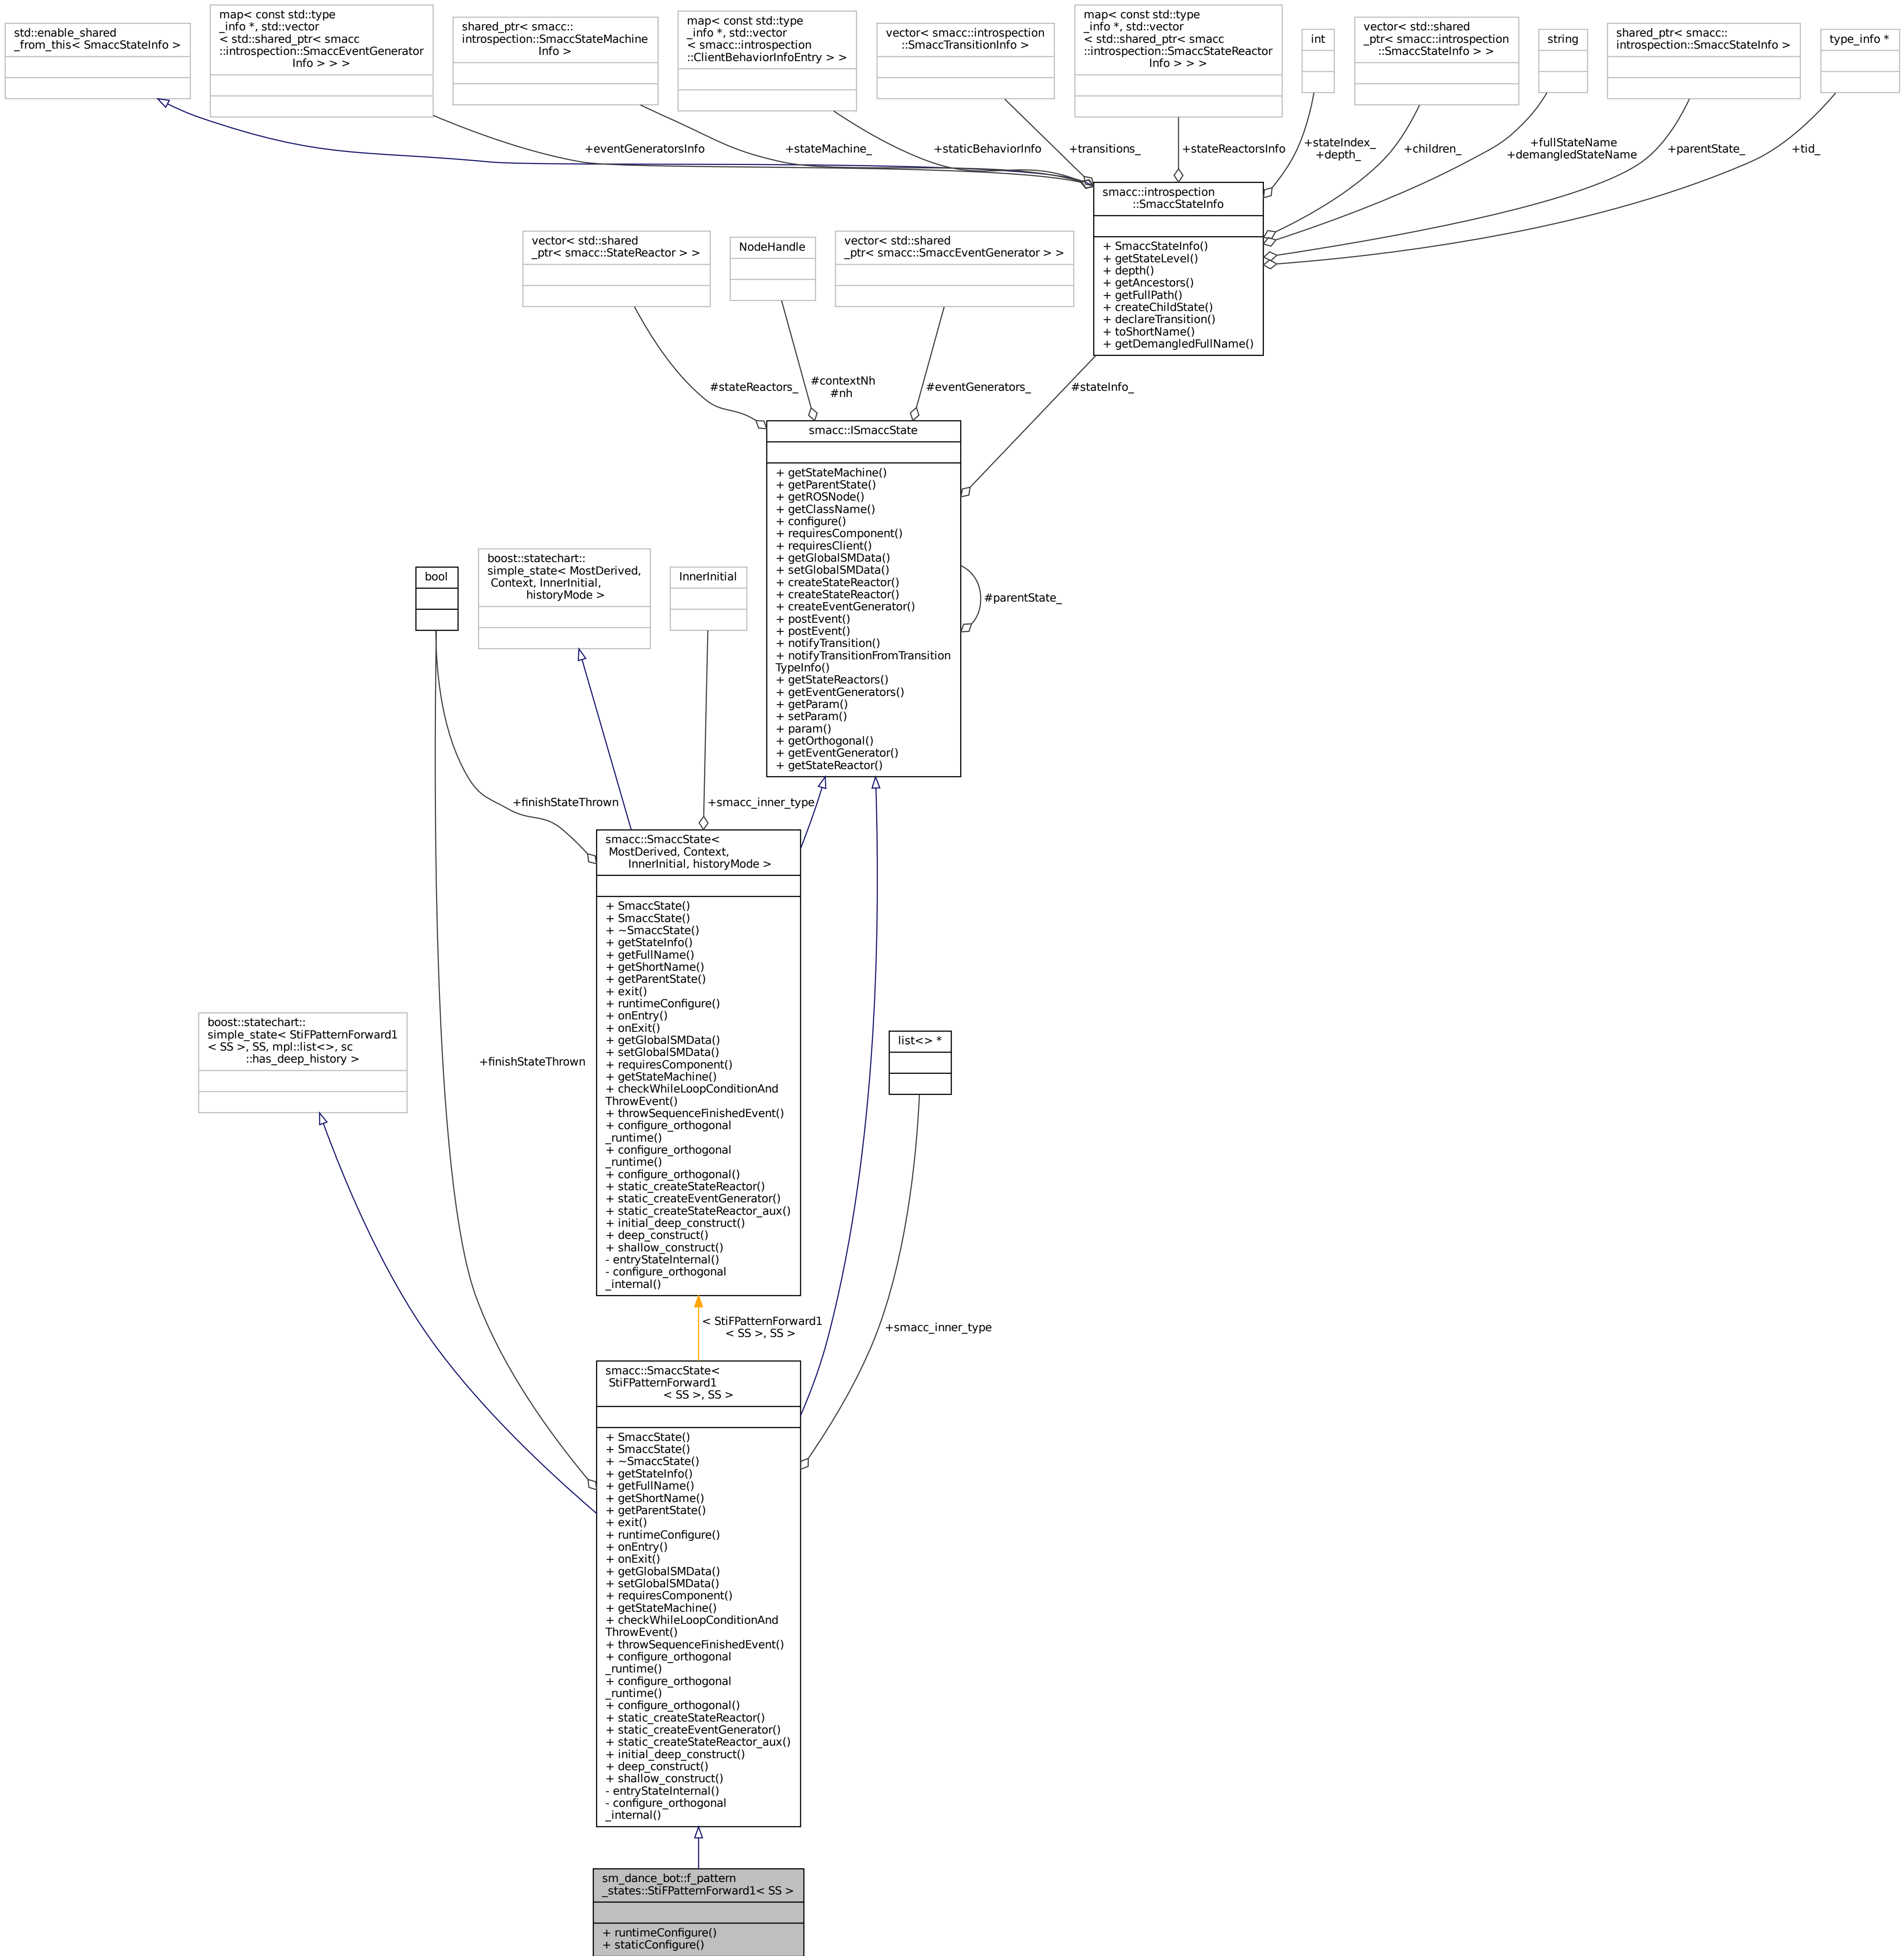 std::enable_shared
_from_this< SmaccStateInfo >
map< const std::type
_info *, std::vector
< std::shared_ptr< smacc
::introspection::SmaccEventGenerator
Info > > >
shared_ptr< smacc::
introspection::SmaccStateMachine
Info >
map< const std::type
_info *, std::vector
< smacc::introspection
::ClientBehaviorInfoEntry > >
vector< smacc::introspection
::SmaccTransitionInfo >
map< const std::type
_info *, std::vector
< std::shared_ptr< smacc
::introspection::SmaccStateReactor
Info > > >
int
vector< std::shared
_ptr< smacc::introspection
::SmaccStateInfo > >
string
shared_ptr< smacc::
introspection::SmaccStateInfo >
type_info *
+eventGeneratorsInfo
+stateMachine_
+staticBehaviorInfo
+transitions_
+stateReactorsInfo
+stateIndex_
+depth_
+children_
+fullStateName
+demangledStateName
+parentState_
+tid_
smacc::introspection
::SmaccStateInfo
+ SmaccStateInfo()
+ getStateLevel()
+ depth()
+ getAncestors()
+ getFullPath()
+ createChildState()
+ declareTransition()
+ toShortName()
+ getDemangledFullName()
vector< std::shared
_ptr< smacc::StateReactor > >
NodeHandle
vector< std::shared
_ptr< smacc::SmaccEventGenerator > >
#stateReactors_
#contextNh
#nh
#eventGenerators_
#stateInfo_
smacc::ISmaccState
+ getStateMachine()
+ getParentState()
+ getROSNode()
+ getClassName()
+ configure()
+ requiresComponent()
+ requiresClient()
+ getGlobalSMData()
+ setGlobalSMData()
+ createStateReactor()
+ createStateReactor()
+ createEventGenerator()
+ postEvent()
+ postEvent()
+ notifyTransition()
+ notifyTransitionFromTransition
TypeInfo()
+ getStateReactors()
+ getEventGenerators()
+ getParam()
+ setParam()
+ param()
+ getOrthogonal()
+ getEventGenerator()
+ getStateReactor()
#parentState_
bool
boost::statechart::
simple_state< MostDerived,
Context, InnerInitial,
historyMode >
InnerInitial
+finishStateThrown
+smacc_inner_type
smacc::SmaccState<
MostDerived, Context,
InnerInitial, historyMode >
+ SmaccState()
+ SmaccState()
+ ~SmaccState()
+ getStateInfo()
+ getFullName()
+ getShortName()
+ getParentState()
+ exit()
+ runtimeConfigure()
+ onEntry()
+ onExit()
+ getGlobalSMData()
+ setGlobalSMData()
+ requiresComponent()
+ getStateMachine()
+ checkWhileLoopConditionAnd
ThrowEvent()
+ throwSequenceFinishedEvent()
+ configure_orthogonal
_runtime()
+ configure_orthogonal
_runtime()
+ configure_orthogonal()
+ static_createStateReactor()
+ static_createEventGenerator()
+ static_createStateReactor_aux()
+ initial_deep_construct()
+ deep_construct()
+ shallow_construct()
- entryStateInternal()
- configure_orthogonal
_internal()
boost::statechart::
simple_state< StiFPatternForward1
< SS >, SS, mpl::list<>, sc
::has_deep_history >
+finishStateThrown
list<> *
< StiFPatternForward1
< SS >, SS >
+smacc_inner_type
smacc::SmaccState<
StiFPatternForward1
< SS >, SS >
+ SmaccState()
+ SmaccState()
+ ~SmaccState()
+ getStateInfo()
+ getFullName()
+ getShortName()
+ getParentState()
+ exit()
+ runtimeConfigure()
+ onEntry()
+ onExit()
+ getGlobalSMData()
+ setGlobalSMData()
+ requiresComponent()
+ getStateMachine()
+ checkWhileLoopConditionAnd
ThrowEvent()
+ throwSequenceFinishedEvent()
+ configure_orthogonal
_runtime()
+ configure_orthogonal
_runtime()
+ configure_orthogonal()
+ static_createStateReactor()
+ static_createEventGenerator()
+ static_createStateReactor_aux()
+ initial_deep_construct()
+ deep_construct()
+ shallow_construct()
- entryStateInternal()
- configure_orthogonal
_internal()
sm_dance_bot::f_pattern
_states::StiFPatternForward1< SS >
+ runtimeConfigure()
+ staticConfigure()